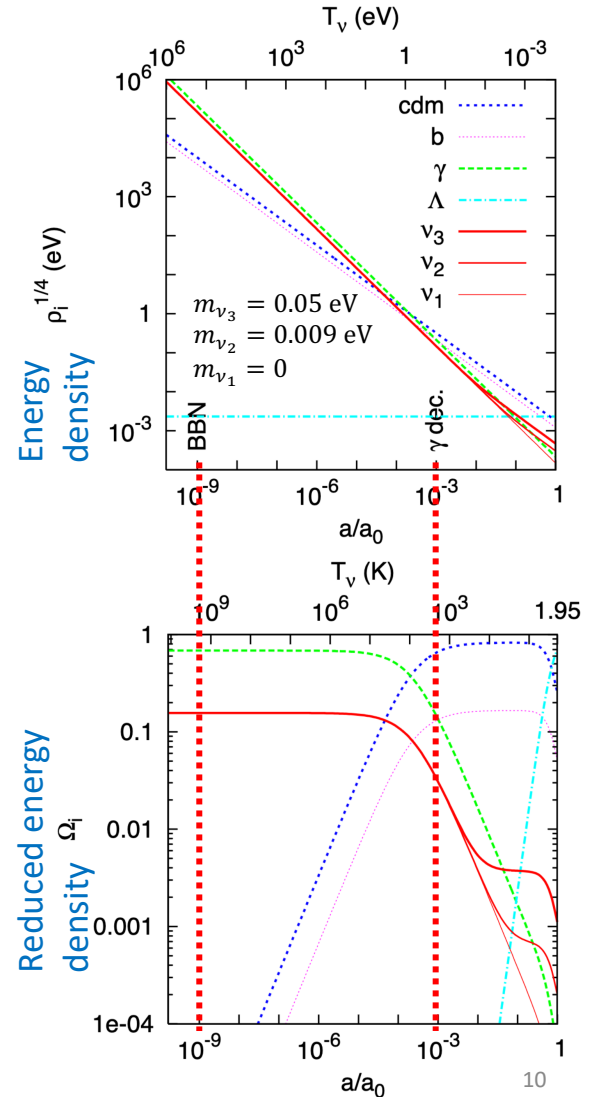 T_ν (eV)
10^6 10^3 1 10^-3
10^6
10^3
1
10^-3
ρ_i^1/4 (eV)
Energy
density
cdm
b
γ
Λ
ν_3
ν_2
ν_1
m_ν_3 = 0.05 eV
m_ν_2 = 0.009 eV
m_ν_1 = 0
BBN
γ dec.
10^-9 10^-6 10^-3 1
a/a_0
T_ν (K)
10^9 10^6 10^3 1.95
1
0.1
0.01
0.001
1e-04
Reduced energy
density
Ω_i
10^-9 10^-6 10^-3 1
a/a_0
10